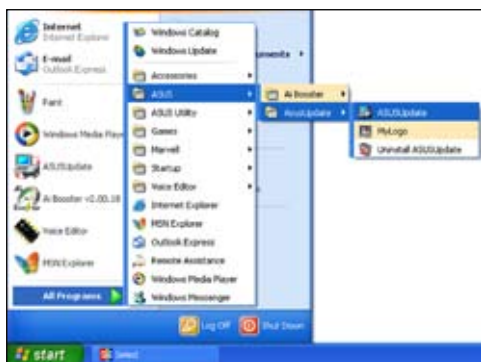 Internet
Internet Explorer
E-mail
Outlook Express
Paint
Windows Media Player
ASUSUpdate
Ai Booster v2.00.18
Voice Editor
MSN Explorer
All Programs
Windows Catalog
Windows Update
Accessories
ASUS
ASUS Utility
Games
Marvell
Startup
Voice Editor
Internet Explorer
MSN Explorer
Outlook Express
Remote Assistance
Windows Media Player
Windows Messenger
Ai Booster
AsusUpdate
ASUSUpdate
MyLogo
Uninstall ASUSUpdate
Log Off
Shut Down
start